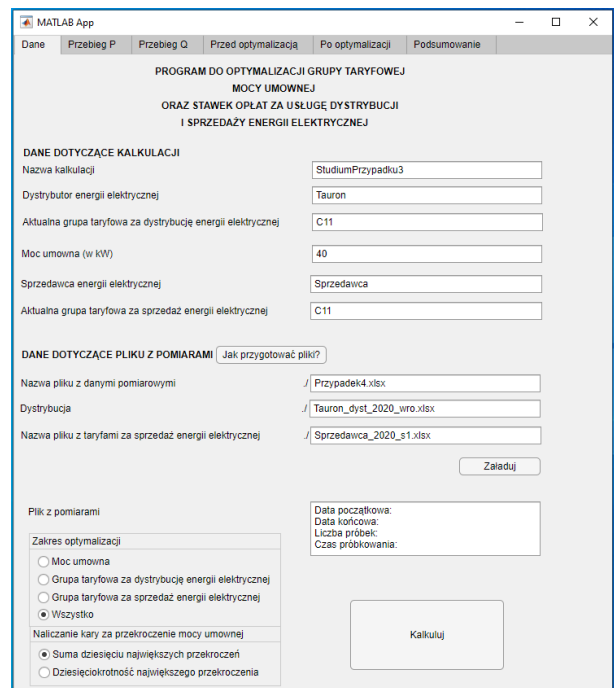 MATLAB App
Dane Przebieg P Przebieg Q Przed optymalizacją Po optymalizacji Podsumowanie
PROGRAM DO OPTYMALIZACJI GRUPY TARYFOWEJ
MOCY UMOWNEJ
ORAZ STAWEK OPŁAT ZA USŁUGĘ DYSTRYBUCJI
I SPRZEDAŻY ENERGII ELEKTRYCZNEJ
DANE DOTYCZĄCE KALKULACJI
Nazwa kalkulacji StudiumPrzypadku3
Dystrybutor energii elektrycznej Tauron
Aktualna grupa taryfowa za dystrybucję energii elektrycznej C11
Moc umowna (w kW) 40
Sprzedawca energii elektrycznej Sprzedawca
Aktualna grupa taryfowa za sprzedaż energii elektrycznej C11
DANE DOTYCZĄCE PLIKU Z POMIARAMI Jak przygotować pliki?
Nazwa pliku z danymi pomiarowymi ./ Przypadek4.xlsx
Dystrybucja ./ Tauron_dyst_2020_wro.xlsx
Nazwa pliku z taryfami za sprzedaż energii elektrycznej ./ Sprzedawca_2020_s1.xlsx
Załaduj
Plik z pomiarami
Data początkowa:
Data końcowa:
Liczba próbek:
Czas próbkowania:
Zakres optymalizacji
Moc umowna
Grupa taryfowa za dystrybucję energii elektrycznej
Grupa taryfowa za sprzedaż energii elektrycznej
Wszystko
Naliczanie kary za przekroczenie mocy umownej
Suma dziesięciu największych przekroczeń
Dziesięciokrotność największego przekroczenia
Kalkuluj